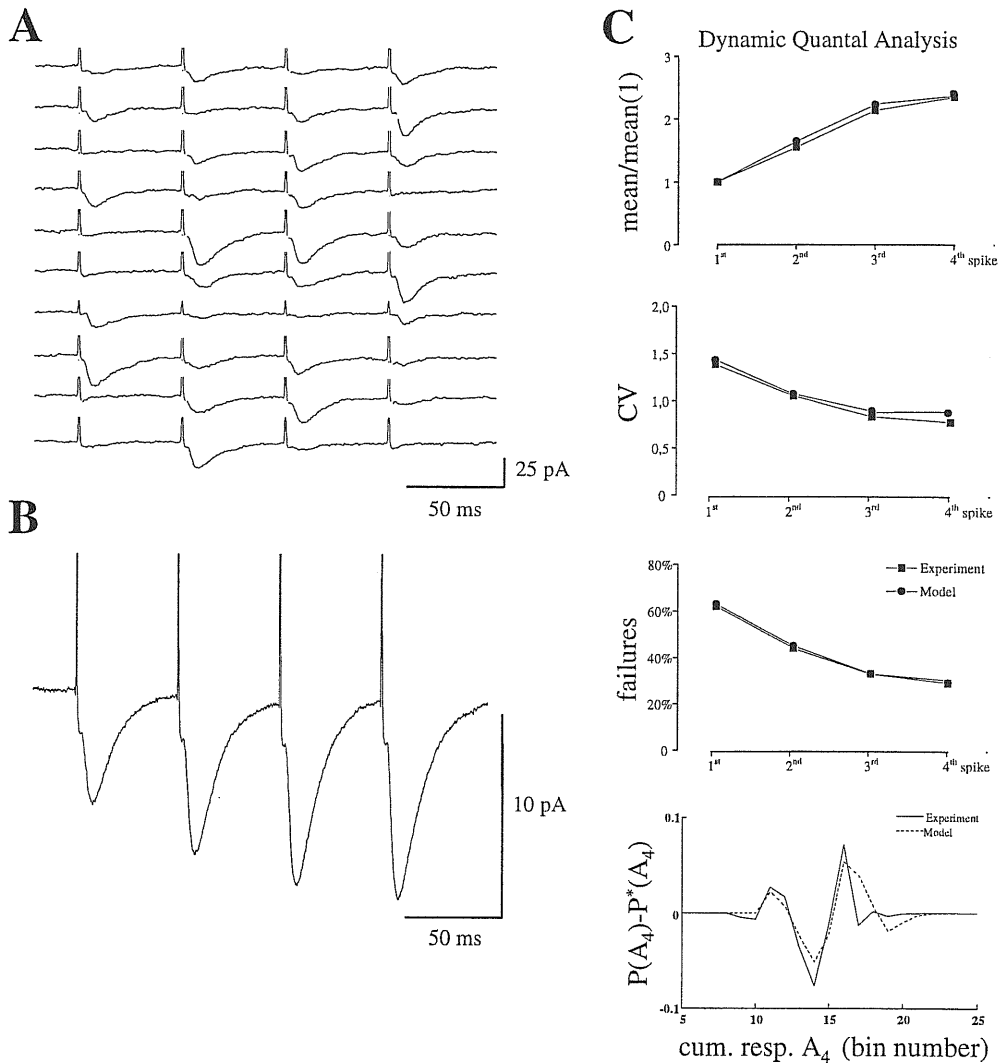 A
25 pA
50 ms
B
10 pA
50 ms
C
Dynamic Quantal Analysis
mean/mean(1)
3
2
1
0
1st
2nd
3rd
4th spike
CV
2,0
1,5
1,0
0,5
0
1st
2nd
3rd
4th spike
failures
80%
60%
40%
20%
0
Experiment
Model
1st
2nd
3rd
4th spike
P(A4)-P*(A4)
0.1
0
-0.1
Experiment
Model
5
10
15
20
25
cum. resp. A4 (bin number)